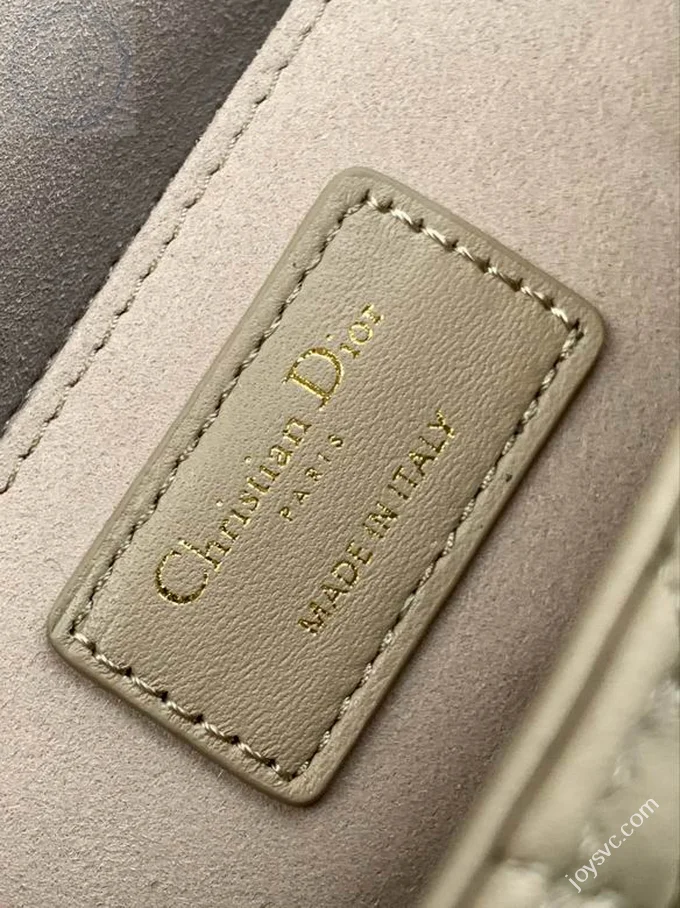 Christian Dior
PARIS
MADE IN ITALY
joysvc.com